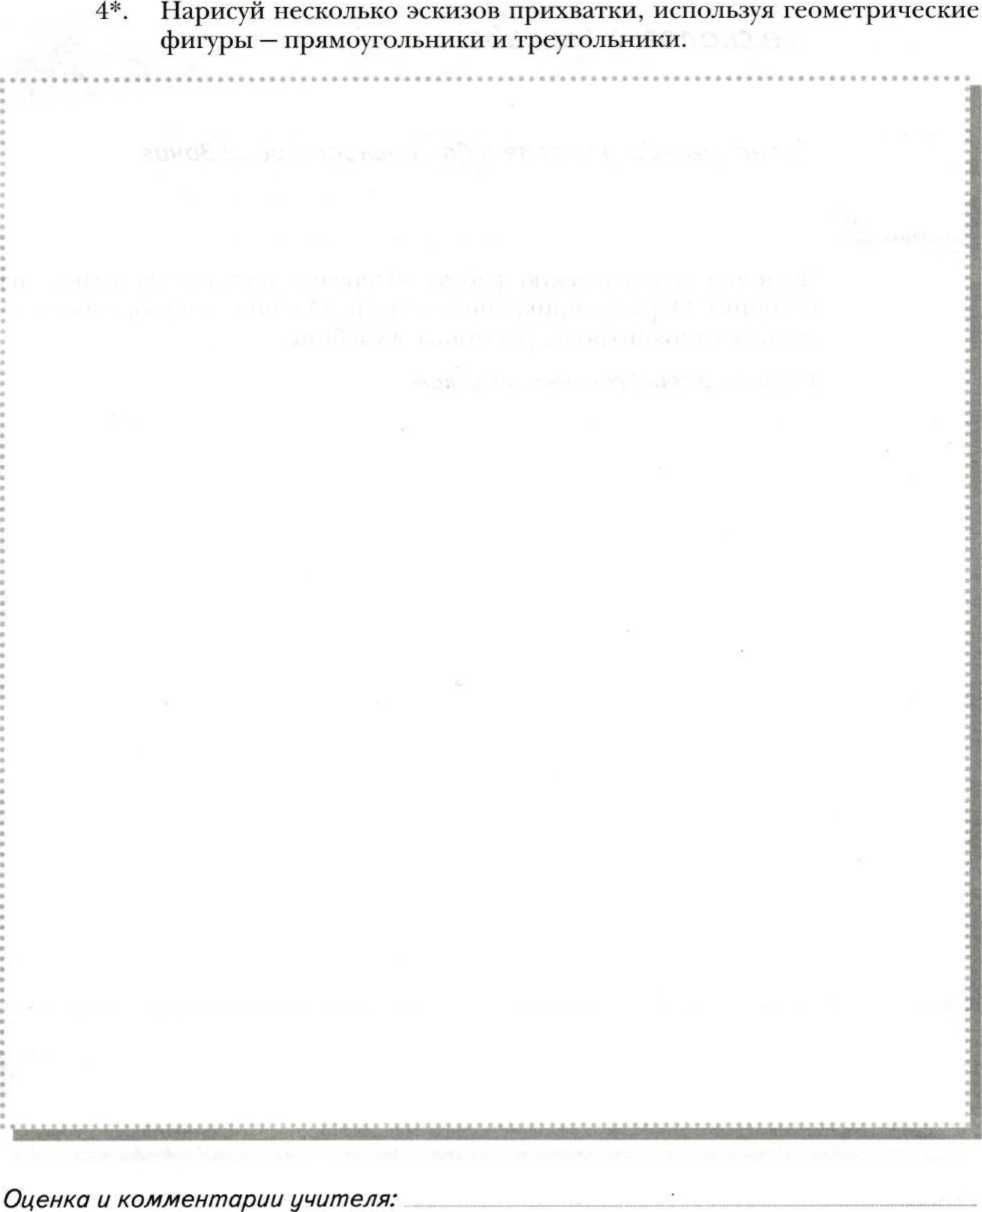 4*. Нарисуй несколько эскизов прихватки, используя геометрические
фигуры – прямоугольники и треугольники.
Оценка и комментарии учителя: